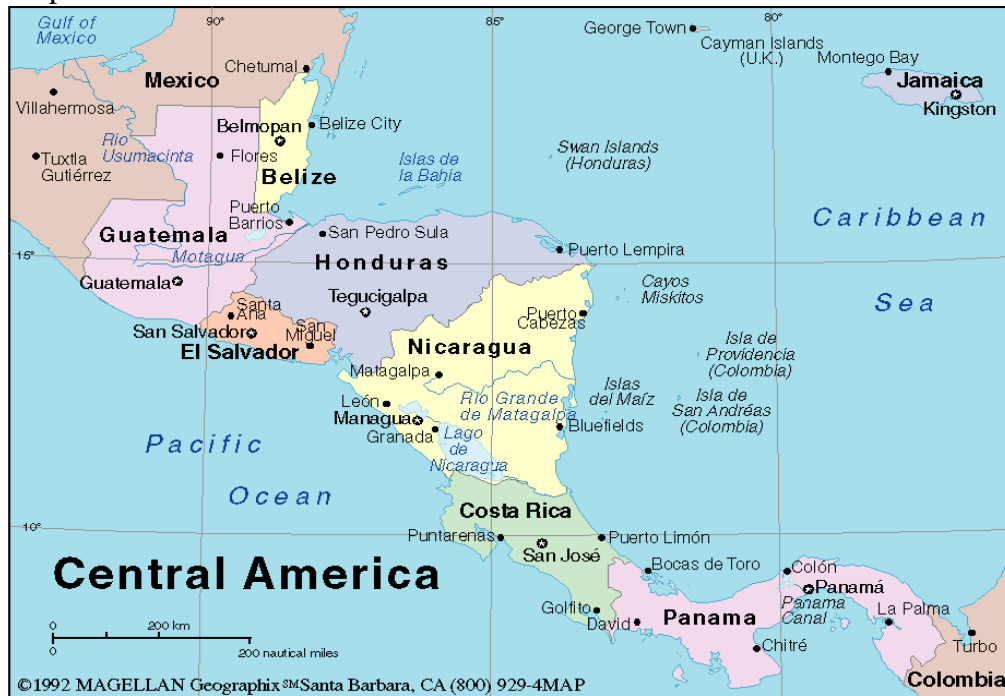 90°
85°
80°
Gulf of
Mexico
George Town
Cayman Islands
(U.K.)
Montego Bay
Chetumal
Mexico
Jamaica
Kingston
Villahermosa
Belmopan
Belize City
Río
Usumacinta
Flores
Swan Islands
(Honduras)
Tuxtla
Gutiérrez
Islas de
la Bahía
Belize
Puerto
Barrios
Caribbean
Guatemala
San Pedro Sula
Puerto Lempira
Motagua
15°
Honduras
Guatemala
Cayos
Miskitos
Sea
Tegucigalpa
Santa
Ana
Puerto
Cabezas
San Salvador
San
Miguel
El Salvador
Nicaragua
Isla de
Providencia
(Colombia)
Matagalpa
Islas
del Maíz
Isla de
San Andréas
(Colombia)
León
Río Grande
de Matagalpa
Managua
Granada
Bluefields
Lago
de
Nicaragua
Pacific
Ocean
Costa Rica
10°
Puntarenas
Puerto Limón
San José
Central America
Bocas de Toro
Colón
Panamá
Panama
Canal
La Palma
Golfito
David
Panama
Chitré
Turbo
0 200 km
0 200 nautical miles
Colombia
©1992 MAGELLAN Geographix℠Santa Barbara, CA (800) 929-4MAP